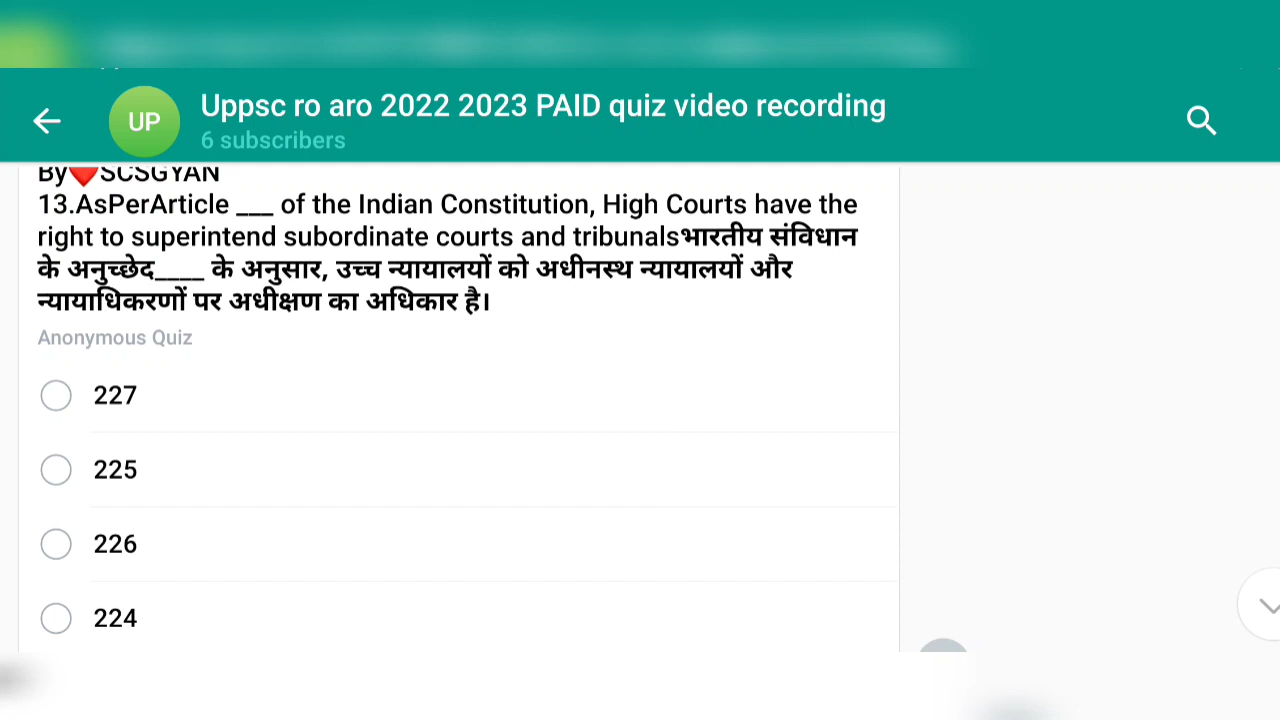 UP
Uppsc ro aro 2022 2023 PAID quiz video recording
6 subscribers
By❤SCSGYAN
13.AsPerArticle ___ of the Indian Constitution, High Courts have the
right to superintend subordinate courts and tribunalsभारतीय संविधान
के अनुच्छेद____ के अनुसार, उच्च न्यायालयों को अधीनस्थ न्यायालयों और
न्यायाधिकरणों पर अधीक्षण का अधिकार है।
Anonymous Quiz
227
225
226
224